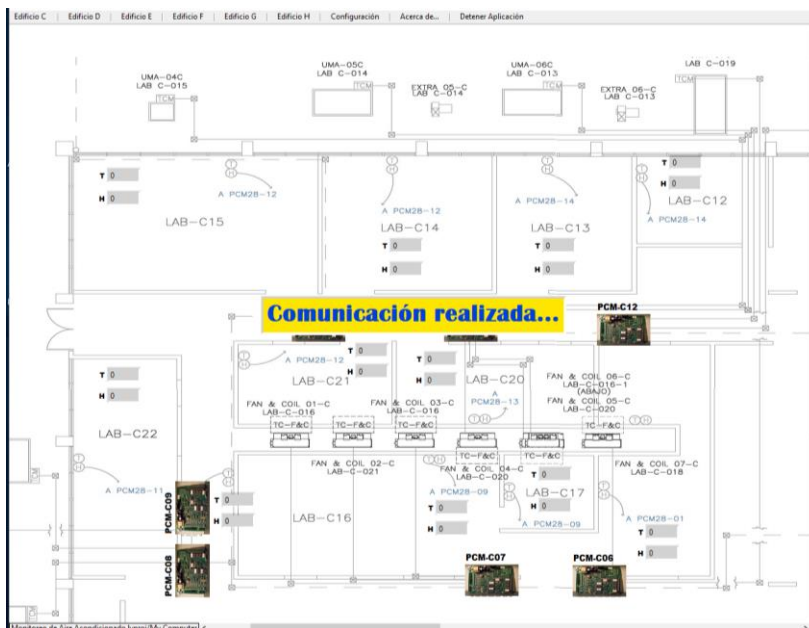 Edificio C | Edificio D | Edificio E | Edificio F | Edificio G | Edificio H | Configuración | Acerca de... | Detener Aplicación
UMA-04C
LAB C-015
TCM
UMA-05C
LAB C-014
TCM
EXTRA 05-C
LAB C-014
UMA-06C
LAB C-013
TCM
EXTRA 06-C
LAB C-013
LAB C-019
TCM
T 0
H 0
T
H
A PCM28-12
LAB-C15
T
H
A PCM28-12
LAB-C14
T 0
H 0
T
H
A PCM28-14
LAB-C13
T 0
H 0
T 0
H 0
T
H
LAB-C12
A PCM28-14
Comunicación realizada...
PCM-C12
T
H
A PCM28-12
LAB-C21
T 0
H 0
T 0
H 0
LAB-C20
A PCM28-13
T H
FAN & COIL 01-C
LAB-C-016
FAN & COIL 03-C
LAB-C-016
FAN & COIL 06-C
LAB-C-016-1
(ABAJO)
FAN & COIL 05-C
LAB-C-020
T 0
H 0
LAB-C22
T
H
A PCM28-11
TC-F&C
TC-F&C
TC-F&C
TC-F&C
TC-F&C
TC-F&C
FAN & COIL 02-C
LAB-C-021
FAN & COIL 04-C
LAB-C-020
FAN & COIL 07-C
LAB-C-018
TCM
PCM-C09
T
H
T 0
H 0
LAB-C16
T H
A PCM28-09
T 0
H 0
T 0
H 0
LAB-C17
T
H
A PCM28-09
T
H
A PCM28-01
T 0
H 0
PCM-C08
PCM-C07
PCM-C06